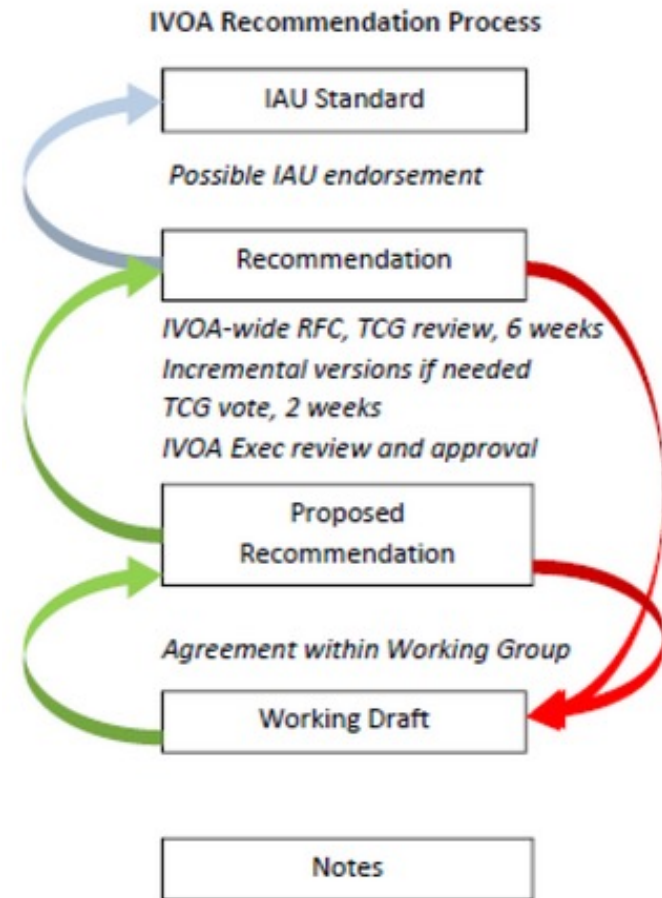 IVOA Recommendation Process
IAU Standard
Possible IAU endorsement
Recommendation
IVOA-wide RFC, TCG review, 6 weeks
Incremental versions if needed
TCG vote, 2 weeks
IVOA Exec review and approval
Proposed
Recommendation
Agreement within Working Group
Working Draft
Notes